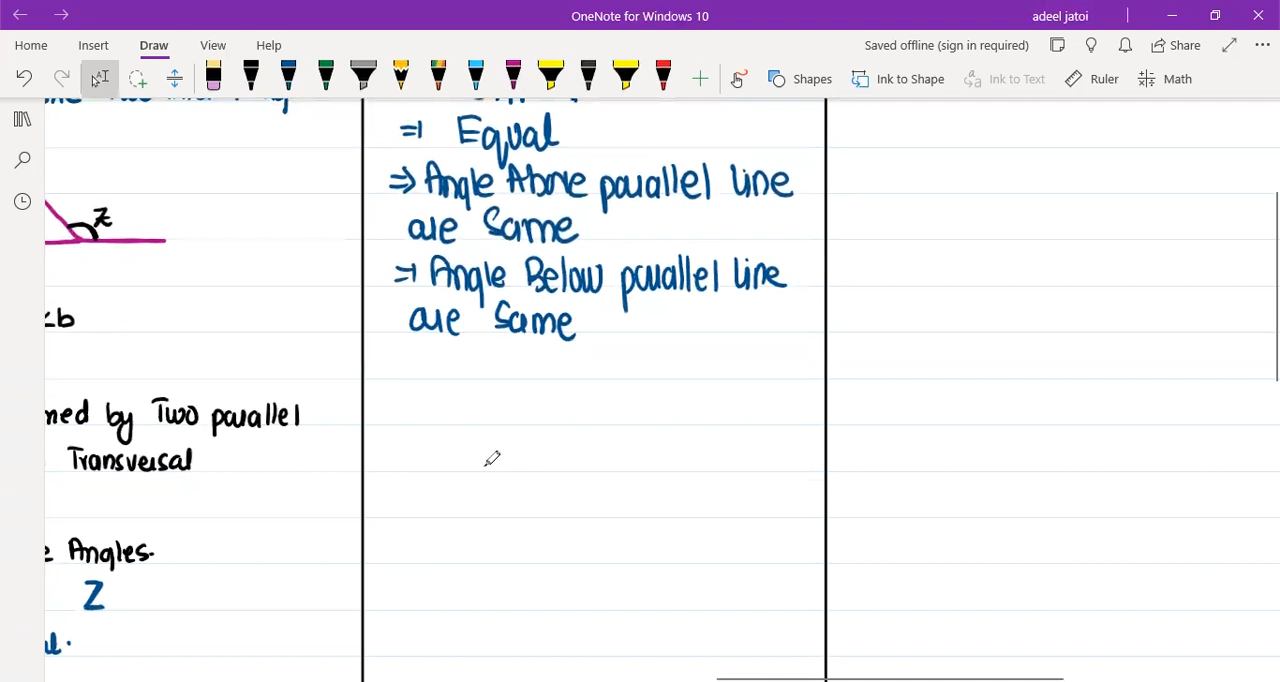 OneNote for Windows 10
adeel jatoi
Home Insert Draw View Help
Saved offline (sign in required)
Share
Shapes
Ink to Shape
Ink to Text
Ruler
Math
⇒ Equal
⇒ Angle Above parallel line
are Same
⇒ Angle Below parallel line
are Same
z
<b
med by Two parallel
Transversal
Angles.
Z